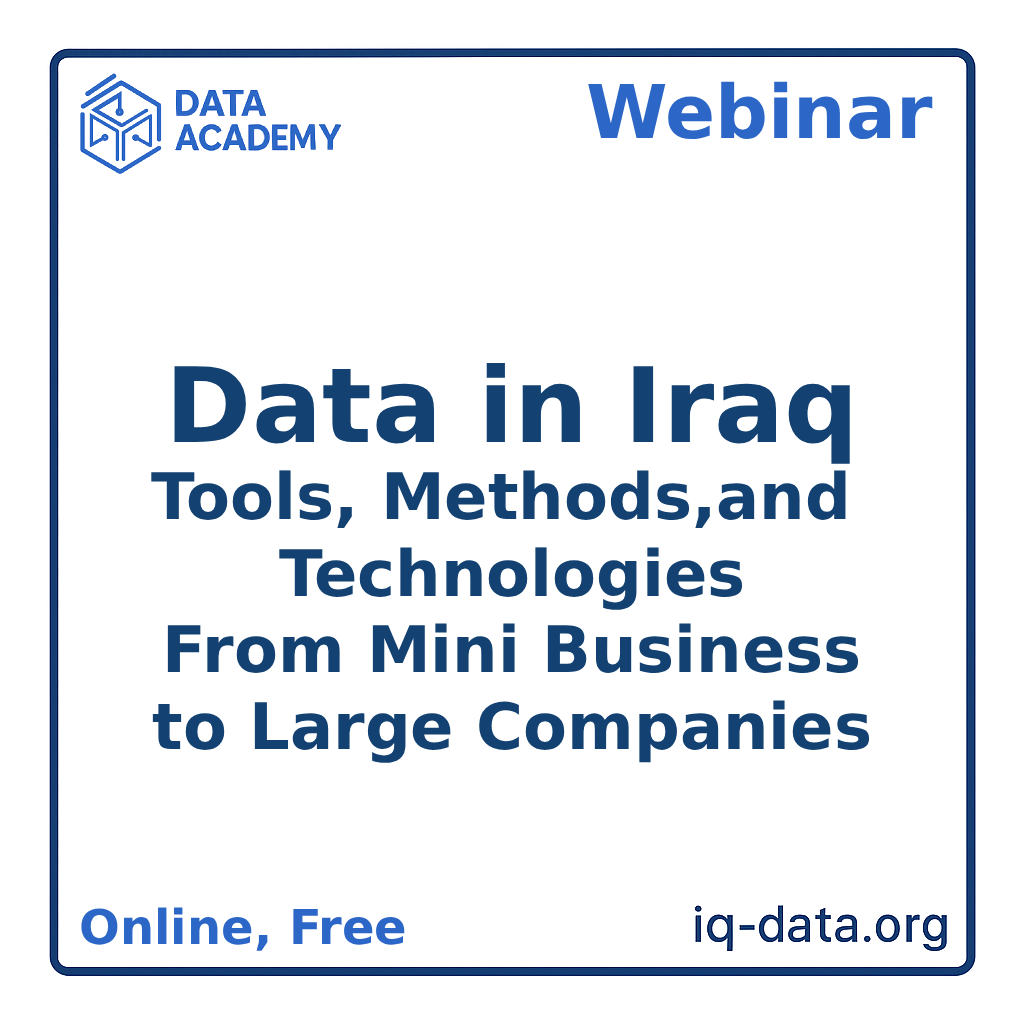 DATA
ACADEMY
Webinar
Data in Iraq
Tools, Methods,and
Technologies
From Mini Business
to Large Companies
Online, Free
iq-data.org